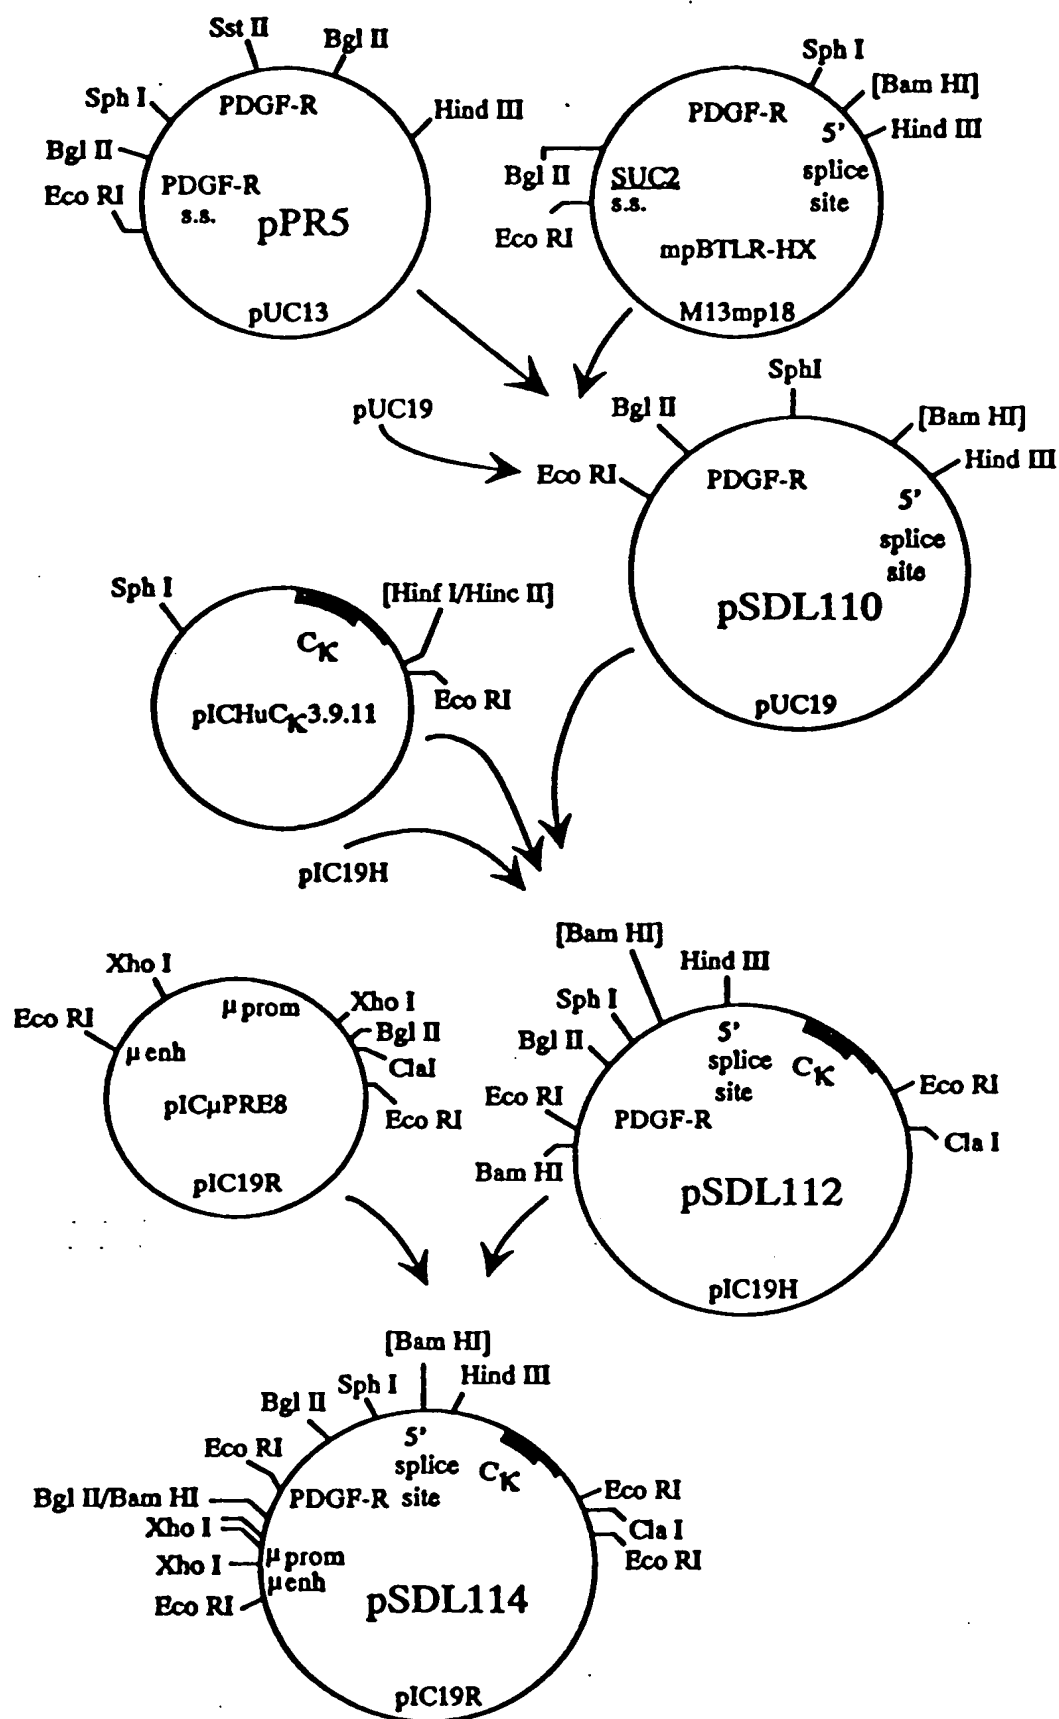 Sst II
Bgl II
Sph I
Hind III
Bgl II
Eco RI
PDGF-R
PDGF-R
s.s.
pPR5
pUC13
Sph I
[Bam HI]
Hind III
PDGF-R
5'
splice
site
Bgl II
SUC2
s.s.
Eco RI
mpBTLR-HX
M13mp18
pUC19
SphI
Bgl II
[Bam HI]
Hind III
Eco RI
PDGF-R
5'
splice
site
pSDL110
pUC19
Sph I
[Hinf I/Hinc II]
Cκ
Eco RI
pICHuCκ3.9.11
pIC19H
Xho I
Eco RI
μ prom
Xho I
Bgl II
μ enh
ClaI
Eco RI
pICμPRE8
pIC19R
[Bam HI]
Hind III
Sph I
Bgl II
5'
splice
site
Cκ
Eco RI
Eco RI
PDGF-R
Cla I
Bam HI
pSDL112
pIC19H
[Bam HI]
Sph I
Hind III
Bgl II
5'
splice
site
Cκ
Eco RI
PDGF-R
Bgl II/Bam HI
Xho I
Xho I
μ prom
μ enh
Eco RI
Eco RI
Cla I
Eco RI
pSDL114
pIC19R